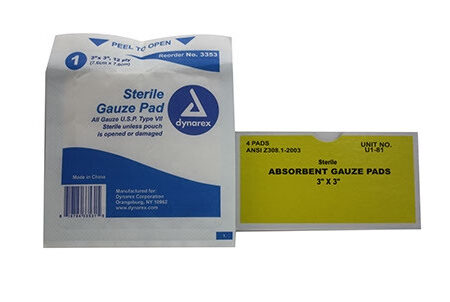 PEEL TO OPEN
1
3"x 3", 12 ply
(7.6cm x 7.6cm)
Reorder No. 3353
Sterile
Gauze Pad
All Gauze U.S.P. Type VII
Sterile unless pouch
is opened or damaged
dynarex
Made in China
Manufactured for:
Dynarex Corporation
Orangeburg, NY 10962
www.dynarex.com
4 PADS
ANSI Z308.1-2003
UNIT NO.
U1-81
Sterile
ABSORBENT GAUZE PADS
3" X 3"